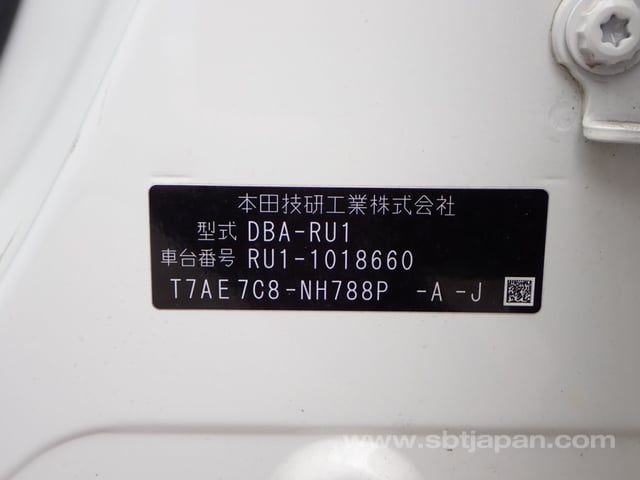 本田技研工業株式会社
型式 DBA-RU1
車台番号 RU1-1018660
T7AE7C8-NH788P -A -J
www.sbtjapan.com